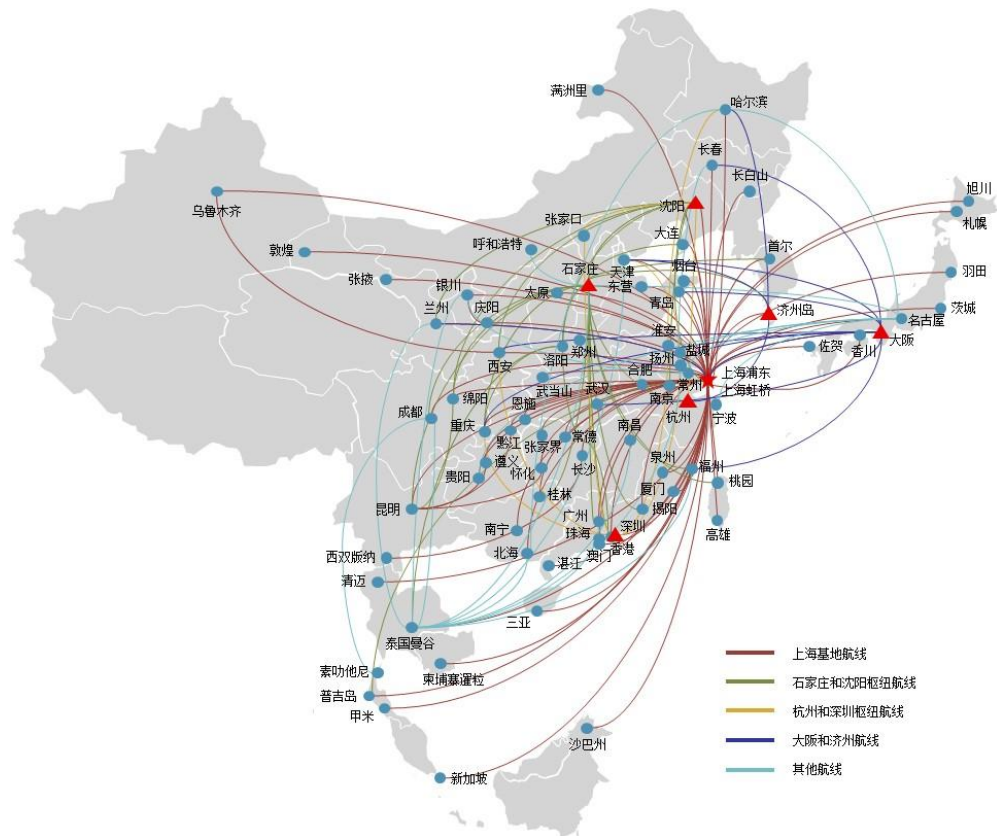 满洲里
哈尔滨
长春
长白山
旭川
札幌
乌鲁木齐
沈阳
张家口
呼和浩特
大连
首尔
敦煌
石家庄
天津
烟台
羽田
张掖
银川
太原
东营
青岛
济州岛
茨城
兰州
庆阳
名古屋
大阪
淮安
盐城
佐贺
香川
西安
洛阳
郑州
扬州
合肥
上海浦东
上海虹桥
武当山
武汉
常州
南京
宁波
绵阳
恩施
杭州
成都
重庆
南昌
黔江
张家界
常德
遵义
怀化
长沙
泉州
福州
贵阳
桃园
桂林
厦门
昆明
广州
揭阳
深圳
高雄
南宁
珠海
香港
澳门
西双版纳
北海
湛江
清迈
三亚
泰国曼谷
素叻他尼
柬埔寨暹粒
普吉岛
甲米
沙巴州
新加坡
上海基地航线
石家庄和沈阳枢纽航线
杭州和深圳枢纽航线
大阪和济州航线
其他航线